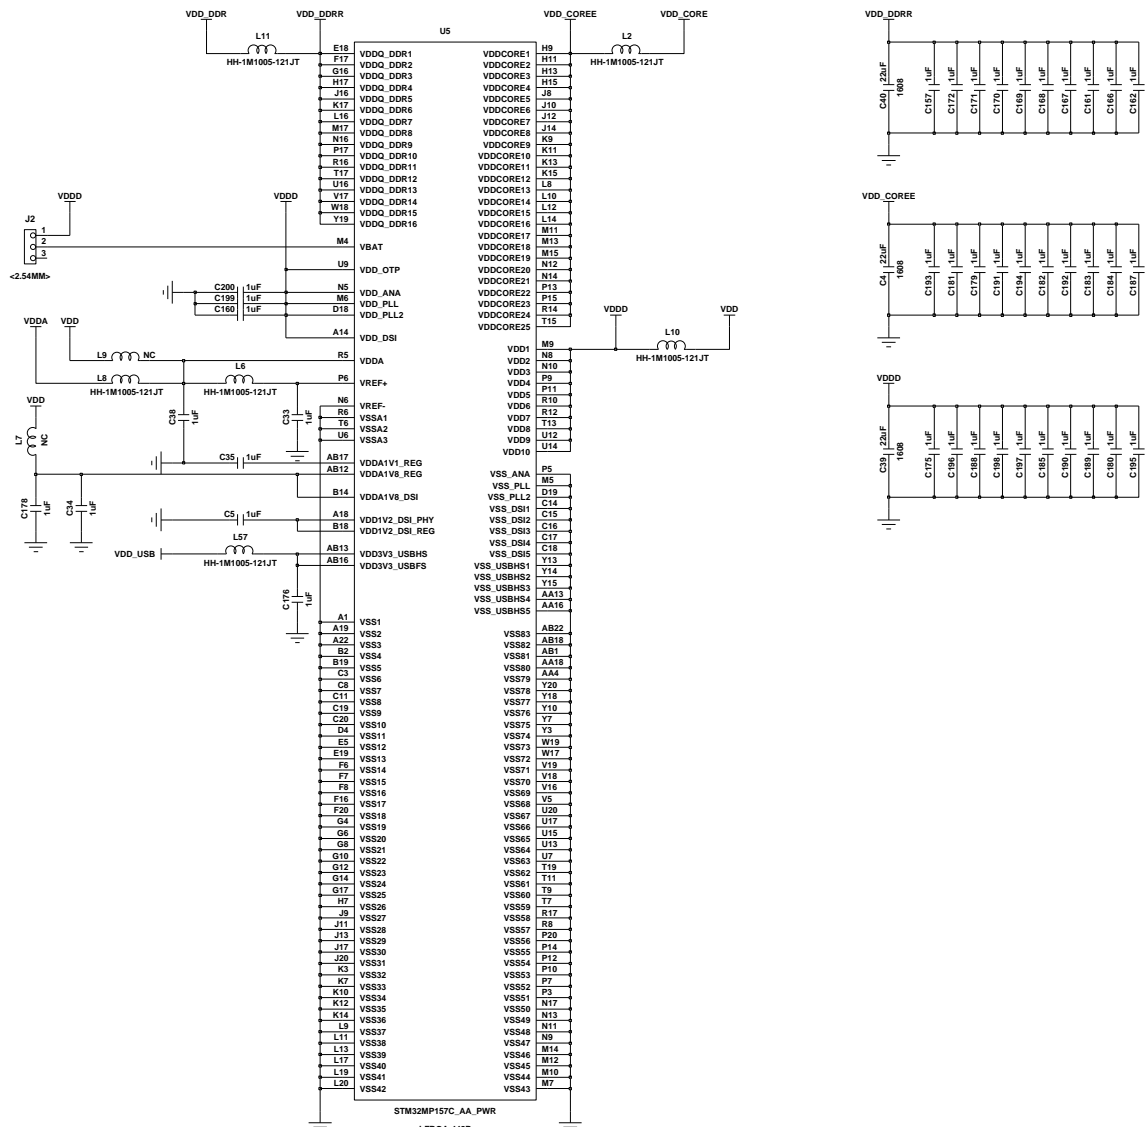 VDD_DDR
VDD_DDRR
L11
HH-1M1005-121JT
U5
VDD_COREE
VDD_CORE
L2
HH-1M1005-121JT
E18 VDDQ_DDR1
F17 VDDQ_DDR2
G16 VDDQ_DDR3
H17 VDDQ_DDR4
J16 VDDQ_DDR5
K17 VDDQ_DDR6
L16 VDDQ_DDR7
M17 VDDQ_DDR8
N16 VDDQ_DDR9
P17 VDDQ_DDR10
R16 VDDQ_DDR11
T17 VDDQ_DDR12
U16 VDDQ_DDR13
V17 VDDQ_DDR14
W18 VDDQ_DDR15
Y19 VDDQ_DDR16
VDDD
VDDD
J2
1
2
3
<2.54MM>
M4 VBAT
U9 VDD_OTP
C200 1uF N5 VDD_ANA
C199 1uF M6 VDD_PLL
C160 1uF D18 VDD_PLL2
A14 VDD_DSI
VDDA
VDD
L9 NC
R5 VDDA
L8
HH-1M1005-121JT
L6
HH-1M1005-121JT
P6 VREF+
VDD
L7
NC
C38
1uF
C33
1uF
N6 VREF-
R6 VSSA1
T6 VSSA2
U6 VSSA3
C35 1uF
AB17 VDDA1V1_REG
AB12 VDDA1V8_REG
B14 VDDA1V8_DSI
C178
1uF
C34
1uF
C5 1uF
A18 VDD1V2_DSI_PHY
B18 VDD1V2_DSI_REG
VDD_USB
L57
HH-1M1005-121JT
AB13 VDD3V3_USBHS
AB16 VDD3V3_USBFS
C176
1uF
A1 VSS1
A19 VSS2
A22 VSS3
B2 VSS4
B19 VSS5
C3 VSS6
C8 VSS7
C11 VSS8
C19 VSS9
C20 VSS10
D4 VSS11
E5 VSS12
E19 VSS13
F6 VSS14
F7 VSS15
F8 VSS16
F16 VSS17
F20 VSS18
G4 VSS19
G6 VSS20
G8 VSS21
G10 VSS22
G12 VSS23
G14 VSS24
G17 VSS25
H7 VSS26
J9 VSS27
J11 VSS28
J13 VSS29
J17 VSS30
J20 VSS31
K3 VSS32
K7 VSS33
K10 VSS34
K12 VSS35
K14 VSS36
L9 VSS37
L11 VSS38
L13 VSS39
L17 VSS40
L19 VSS41
L20 VSS42
VDDCORE1 H9
VDDCORE2 H11
VDDCORE3 H13
VDDCORE4 H15
VDDCORE5 J8
VDDCORE6 J10
VDDCORE7 J12
VDDCORE8 J14
VDDCORE9 K9
VDDCORE10 K11
VDDCORE11 K13
VDDCORE12 K15
VDDCORE13 L8
VDDCORE14 L10
VDDCORE15 L12
VDDCORE16 L14
VDDCORE17 M11
VDDCORE18 M13
VDDCORE19 M15
VDDCORE20 N12
VDDCORE21 N14
VDDCORE22 P13
VDDCORE23 P15
VDDCORE24 R14
VDDCORE25 T15
VDDD
L10
VDD
HH-1M1005-121JT
VDD1 M9
VDD2 N8
VDD3 N10
VDD4 P9
VDD5 P11
VDD6 R10
VDD7 R12
VDD8 T13
VDD9 U12
VDD10 U14
VSS_ANA P5
VSS_PLL M5
VSS_PLL2 D19
VSS_DSI1 C14
VSS_DSI2 C15
VSS_DSI3 C16
VSS_DSI4 C17
VSS_DSI5 C18
VSS_USBHS1 Y13
VSS_USBHS2 Y14
VSS_USBHS3 Y15
VSS_USBHS4 AA13
VSS_USBHS5 AA16
VSS83 AB22
VSS82 AB18
VSS81 AB1
VSS80 AA18
VSS79 AA4
VSS78 Y20
VSS77 Y18
VSS76 Y10
VSS75 Y7
VSS74 Y3
VSS73 W19
VSS72 W17
VSS71 V19
VSS70 V18
VSS69 V16
VSS68 V5
VSS67 U20
VSS66 U17
VSS65 U15
VSS64 U13
VSS63 U7
VSS62 T19
VSS61 T11
VSS60 T9
VSS59 T7
VSS58 R17
VSS57 R8
VSS56 P20
VSS55 P14
VSS54 P12
VSS53 P10
VSS52 P7
VSS51 P3
VSS50 N17
VSS49 N13
VSS48 N11
VSS47 N9
VSS46 M14
VSS45 M12
VSS44 M10
VSS43 M7
STM32MP157C_AA_PWR
VDD_DDRR
C40 22uF
1608
C157 1uF
C172 1uF
C171 1uF
C170 1uF
C169 1uF
C168 1uF
C167 1uF
C161 1uF
C166 1uF
C162 1uF
VDD_COREE
C4 22uF
1608
C193 1uF
C181 1uF
C179 1uF
C191 1uF
C194 1uF
C182 1uF
C192 1uF
C183 1uF
C184 1uF
C187 1uF
VDDD
C39 22uF
1608
C175 1uF
C196 1uF
C188 1uF
C198 1uF
C197 1uF
C185 1uF
C190 1uF
C189 1uF
C180 1uF
C195 1uF